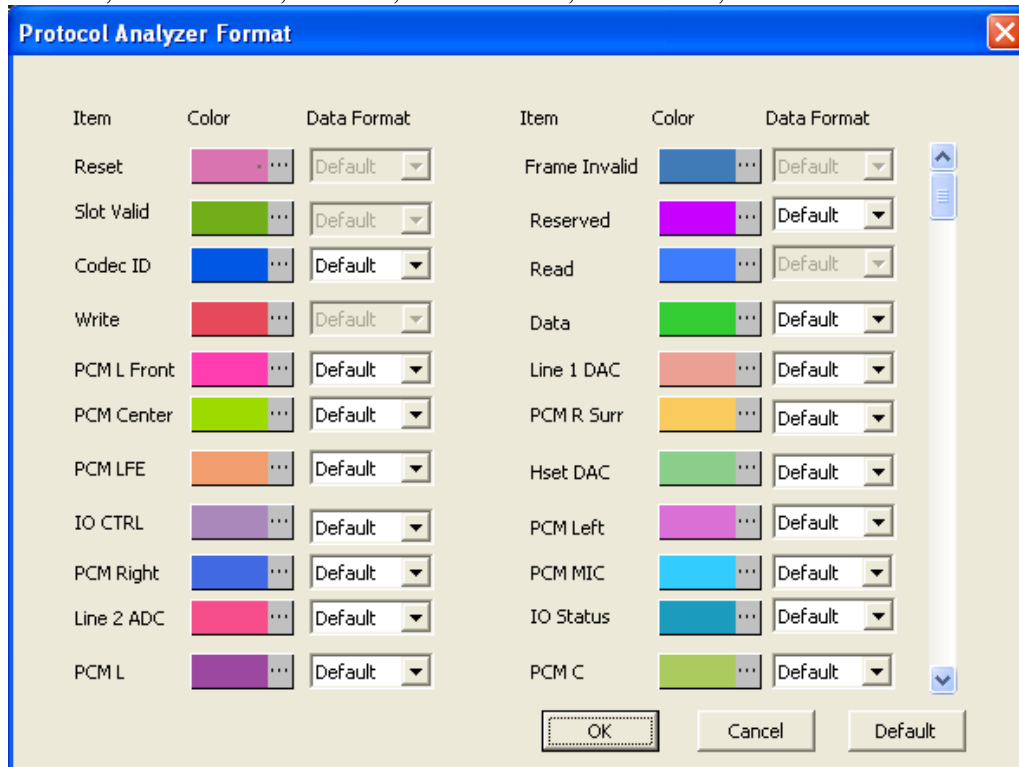 Protocol Analyzer Format
Item Color Data Format Item Color Data Format
Reset ... Default Frame Invalid ... Default
Slot Valid ... Default Reserved ... Default
Codec ID ... Default Read ... Default
Write ... Default Data ... Default
PCM L Front ... Default Line 1 DAC ... Default
PCM Center ... Default PCM R Surr ... Default
PCM LFE ... Default Hset DAC ... Default
IO CTRL ... Default PCM Left ... Default
PCM Right ... Default PCM MIC ... Default
Line 2 ADC ... Default IO Status ... Default
PCM L ... Default PCM C ... Default
OK Cancel Default